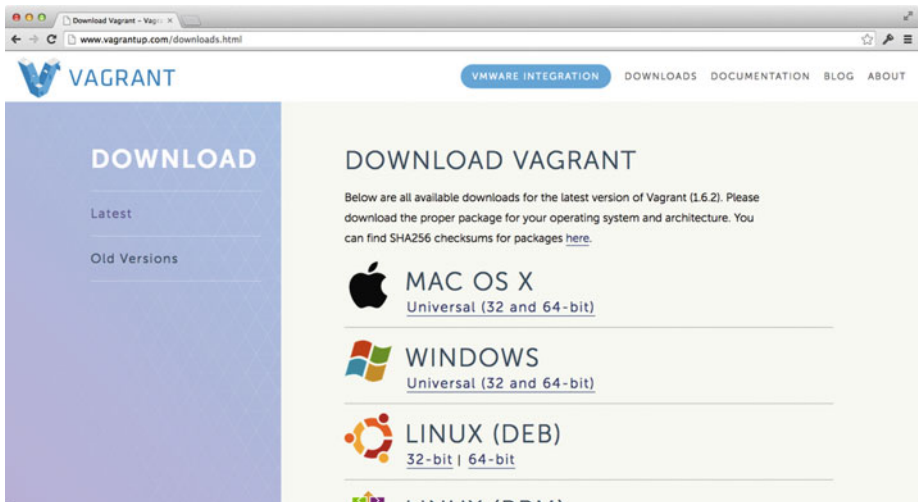 Download Vagrant – Vag
www.vagrantup.com/downloads.html
VAGRANT
VMWARE INTEGRATION DOWNLOADS DOCUMENTATION BLOG ABOUT
DOWNLOAD
Latest
Old Versions
DOWNLOAD VAGRANT
Below are all available downloads for the latest version of Vagrant (1.6.2). Please
download the proper package for your operating system and architecture. You
can find SHA256 checksums for packages here.
MAC OS X
Universal (32 and 64-bit)
WINDOWS
Universal (32 and 64-bit)
LINUX (DEB)
32-bit | 64-bit
LINUX (RPM)